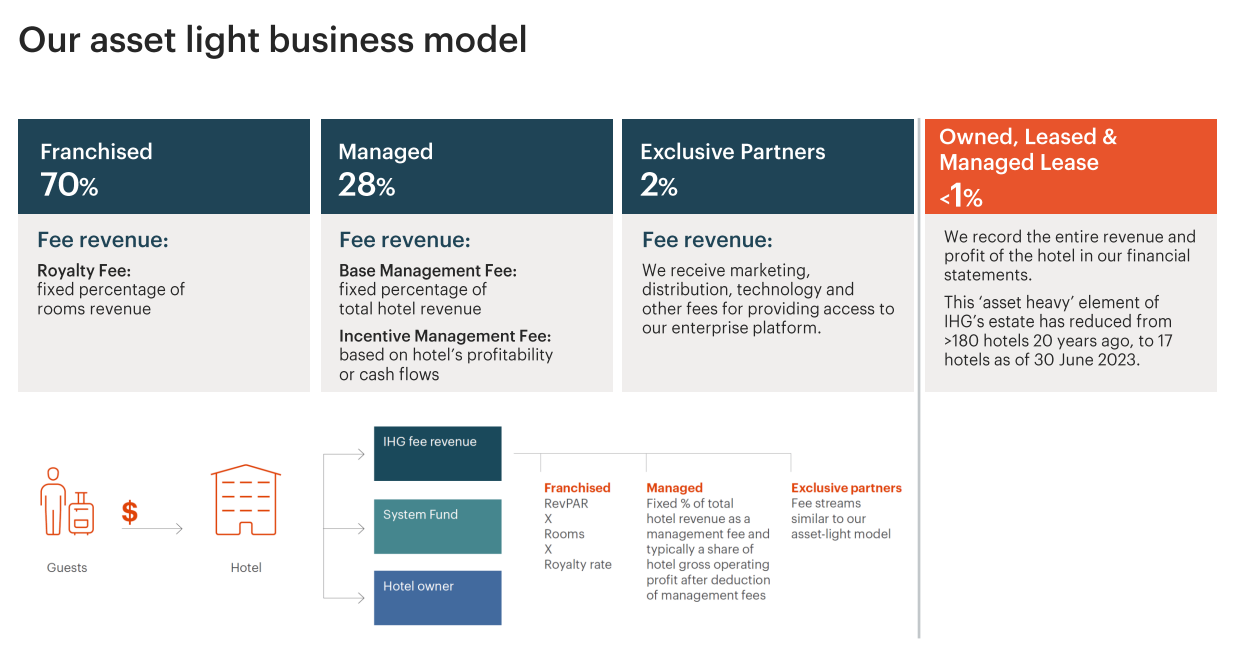 Our asset light business model
Franchised
70%
Fee revenue:
Royalty Fee:
fixed percentage of
rooms revenue
Managed
28%
Fee revenue:
Base Management Fee:
fixed percentage of
total hotel revenue
Incentive Management Fee:
based on hotel’s profitability
or cash flows
Exclusive Partners
2%
Fee revenue:
We receive marketing,
distribution, technology and
other fees for providing access to
our enterprise platform.
Owned, Leased &
Managed Lease
<1%
We record the entire revenue and
profit of the hotel in our financial
statements.
This ‘asset heavy’ element of
IHG’s estate has reduced from
>180 hotels 20 years ago, to 17
hotels as of 30 June 2023.
Guests
$
Hotel
IHG fee revenue
System Fund
Hotel owner
Franchised
RevPAR
X
Rooms
X
Royalty rate
Managed
Fixed % of total
hotel revenue as a
management fee and
typically a share of
hotel gross operating
profit after deduction
of management fees
Exclusive partners
Fee streams
similar to our
asset-light model